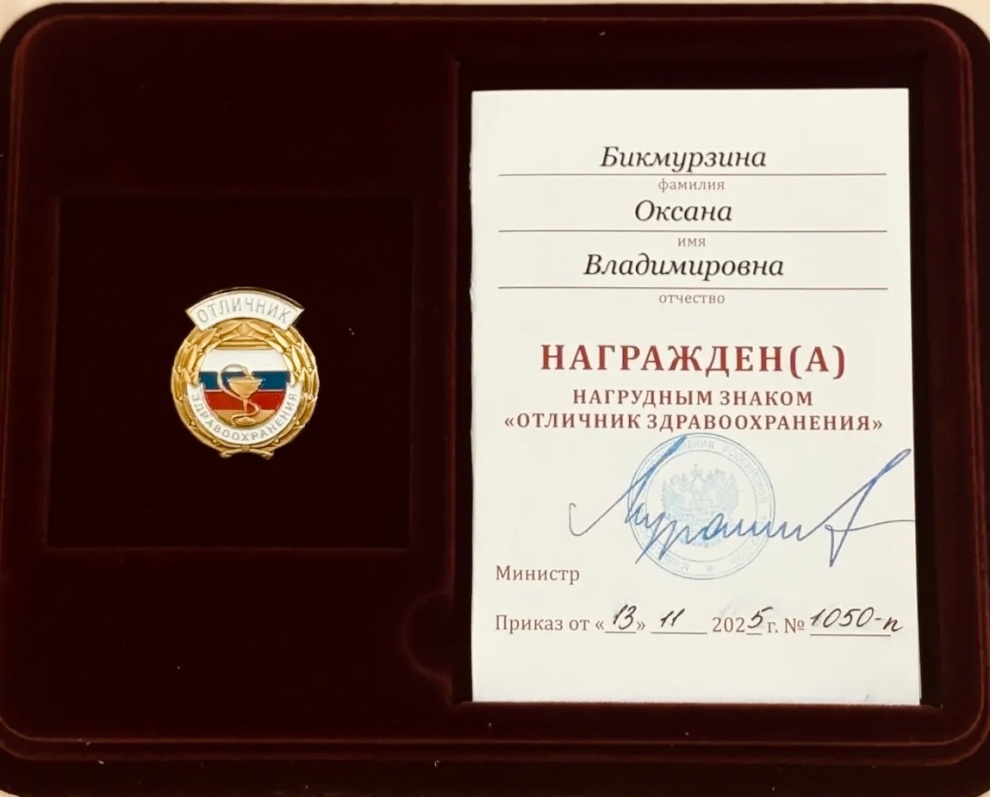 ОТЛИЧНИК
ЗДРАВООХРАНЕНИЯ
Бикмурзина
фамилия
Оксана
имя
Владимировна
отчество
НАГРАЖДЕН(А)
НАГРУДНЫМ ЗНАКОМ
«ОТЛИЧНИК ЗДРАВООХРАНЕНИЯ»
Министр
Приказ от «13» 11 2025 г. № 1050-п